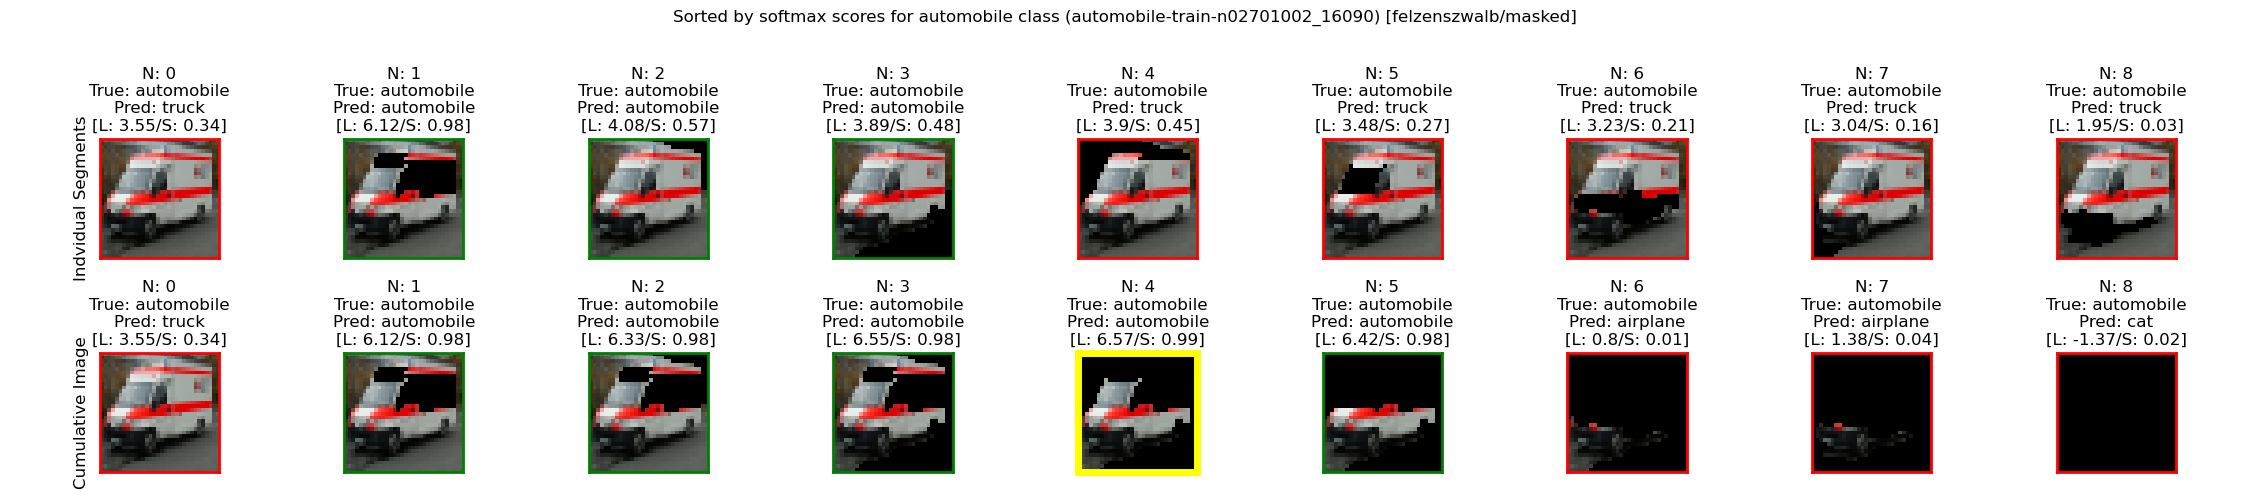 Sorted by softmax scores for automobile class (automobile-train-n02701002_16090) [felzenszwalb/masked]
Indvidual Segments
N: 0
True: automobile
Pred: truck
[L: 3.55/S: 0.34]
N: 1
True: automobile
Pred: automobile
[L: 6.12/S: 0.98]
N: 2
True: automobile
Pred: automobile
[L: 4.08/S: 0.57]
N: 3
True: automobile
Pred: automobile
[L: 3.89/S: 0.48]
N: 4
True: automobile
Pred: truck
[L: 3.9/S: 0.45]
N: 5
True: automobile
Pred: truck
[L: 3.48/S: 0.27]
N: 6
True: automobile
Pred: truck
[L: 3.23/S: 0.21]
N: 7
True: automobile
Pred: truck
[L: 3.04/S: 0.16]
N: 8
True: automobile
Pred: truck
[L: 1.95/S: 0.03]
Cumulative Image
N: 0
True: automobile
Pred: truck
[L: 3.55/S: 0.34]
N: 1
True: automobile
Pred: automobile
[L: 6.12/S: 0.98]
N: 2
True: automobile
Pred: automobile
[L: 6.33/S: 0.98]
N: 3
True: automobile
Pred: automobile
[L: 6.55/S: 0.98]
N: 4
True: automobile
Pred: automobile
[L: 6.57/S: 0.99]
N: 5
True: automobile
Pred: automobile
[L: 6.42/S: 0.98]
N: 6
True: automobile
Pred: airplane
[L: 0.8/S: 0.01]
N: 7
True: automobile
Pred: airplane
[L: 1.38/S: 0.04]
N: 8
True: automobile
Pred: cat
[L: -1.37/S: 0.02]